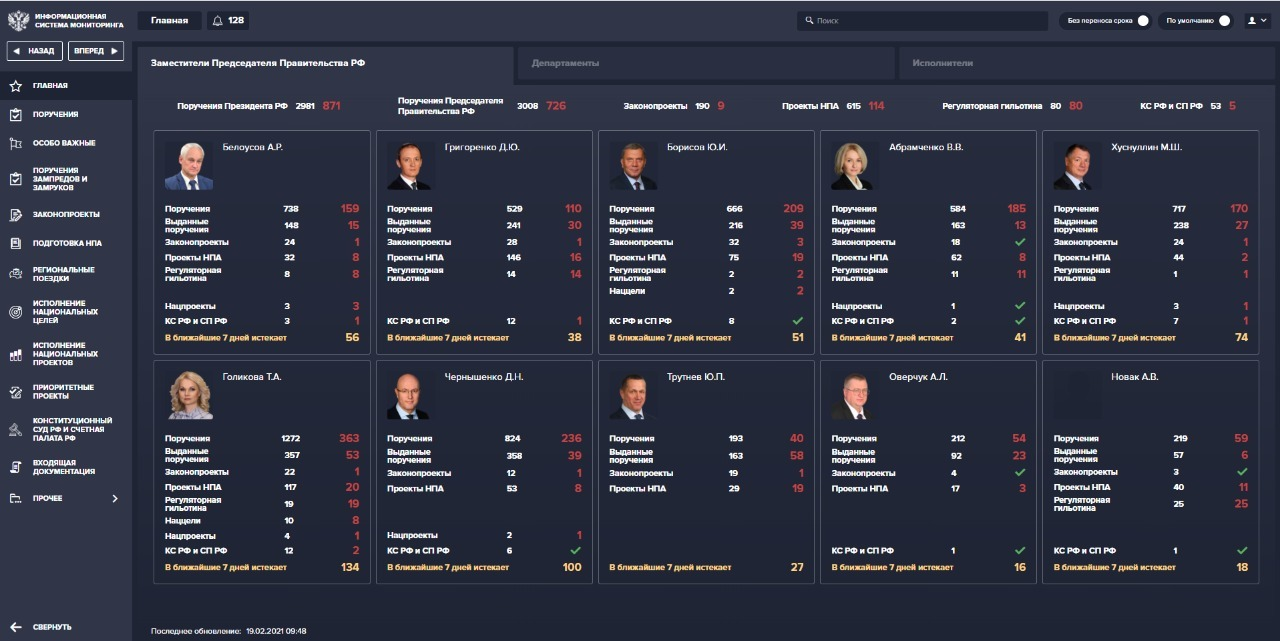 ИНФОРМАЦИОННАЯ
СИСТЕМА МОНИТОРИНГА
Главная
128
Поиск
Без переноса срока
По умолчанию
НАЗАД
ВПЕРЕД
ГЛАВНАЯ
ПОРУЧЕНИЯ
ОСОБО ВАЖНЫЕ
ПОРУЧЕНИЯ
ЗАМПРЕДОВ И
ЗАМРУКОВ
ЗАКОНОПРОЕКТЫ
ПОДГОТОВКА НПА
РЕГИОНАЛЬНЫЕ
ПОЕЗДКИ
ИСПОЛНЕНИЕ
НАЦИОНАЛЬНЫХ
ЦЕЛЕЙ
ИСПОЛНЕНИЕ
НАЦИОНАЛЬНЫХ
ПРОЕКТОВ
ПРИОРИТЕТНЫЕ
ПРОЕКТЫ
КОНСТИТУЦИОННЫЙ
СУД РФ И СЧЕТНАЯ
ПАЛАТА РФ
ВХОДЯЩАЯ
ДОКУМЕНТАЦИЯ
ПРОЧЕЕ
СВЕРНУТЬ
Заместители Председателя Правительства РФ
Департаменты
Исполнители
Поручения Президента РФ 2981 871
Поручения Председателя
Правительства РФ 3008 726
Законопроекты 190 9
Проекты НПА 615 114
Регуляторная гильотина 80 80
КС РФ и СП РФ 53 5
Белоусов А.Р.
Поручения 738 159
Выданные
поручения 148 15
Законопроекты 24 1
Проекты НПА 32 8
Регуляторная
гильотина 8 8
Нацпроекты 3 3
КС РФ и СП РФ 3 1
В ближайшие 7 дней истекает 56
Григоренко Д.Ю.
Поручения 529 110
Выданные
поручения 241 30
Законопроекты 28 1
Проекты НПА 146 16
Регуляторная
гильотина 14 14
КС РФ и СП РФ 12 1
В ближайшие 7 дней истекает 38
Борисов Ю.И.
Поручения 666 209
Выданные
поручения 216 39
Законопроекты 32 3
Проекты НПА 75 19
Регуляторная
гильотина 2 2
Наццели 2 2
КС РФ и СП РФ 8
В ближайшие 7 дней истекает 51
Абрамченко В.В.
Поручения 584 185
Выданные
поручения 163 13
Законопроекты 18
Проекты НПА 62 8
Регуляторная
гильотина 11 11
Нацпроекты 1
КС РФ и СП РФ 2
В ближайшие 7 дней истекает 41
Хуснуллин М.Ш.
Поручения 717 170
Выданные
поручения 238 27
Законопроекты 24 1
Проекты НПА 44 2
Регуляторная
гильотина 1 1
Нацпроекты 3 1
КС РФ и СП РФ 7 1
В ближайшие 7 дней истекает 74
Голикова Т.А.
Поручения 1272 363
Выданные
поручения 357 53
Законопроекты 22 1
Проекты НПА 117 20
Регуляторная
гильотина 19 19
Наццели 10 8
Нацпроекты 4 1
КС РФ и СП РФ 12 2
В ближайшие 7 дней истекает 134
Чернышенко Д.Н.
Поручения 824 236
Выданные
поручения 358 39
Законопроекты 12 1
Проекты НПА 53 8
Нацпроекты 2 1
КС РФ и СП РФ 6
В ближайшие 7 дней истекает 100
Трутнев Ю.П.
Поручения 193 40
Выданные
поручения 163 58
Законопроекты 19 1
Проекты НПА 29 19
В ближайшие 7 дней истекает 27
Оверчук А.Л.
Поручения 212 54
Выданные
поручения 92 23
Законопроекты 4
Проекты НПА 17 3
КС РФ и СП РФ 1
В ближайшие 7 дней истекает 16
Новак А.В.
Поручения 219 59
Выданные
поручения 57 6
Законопроекты 3
Проекты НПА 40 11
Регуляторная
гильотина 25 25
КС РФ и СП РФ 1
В ближайшие 7 дней истекает 18
Последнее обновление: 19.02.2021 09:48